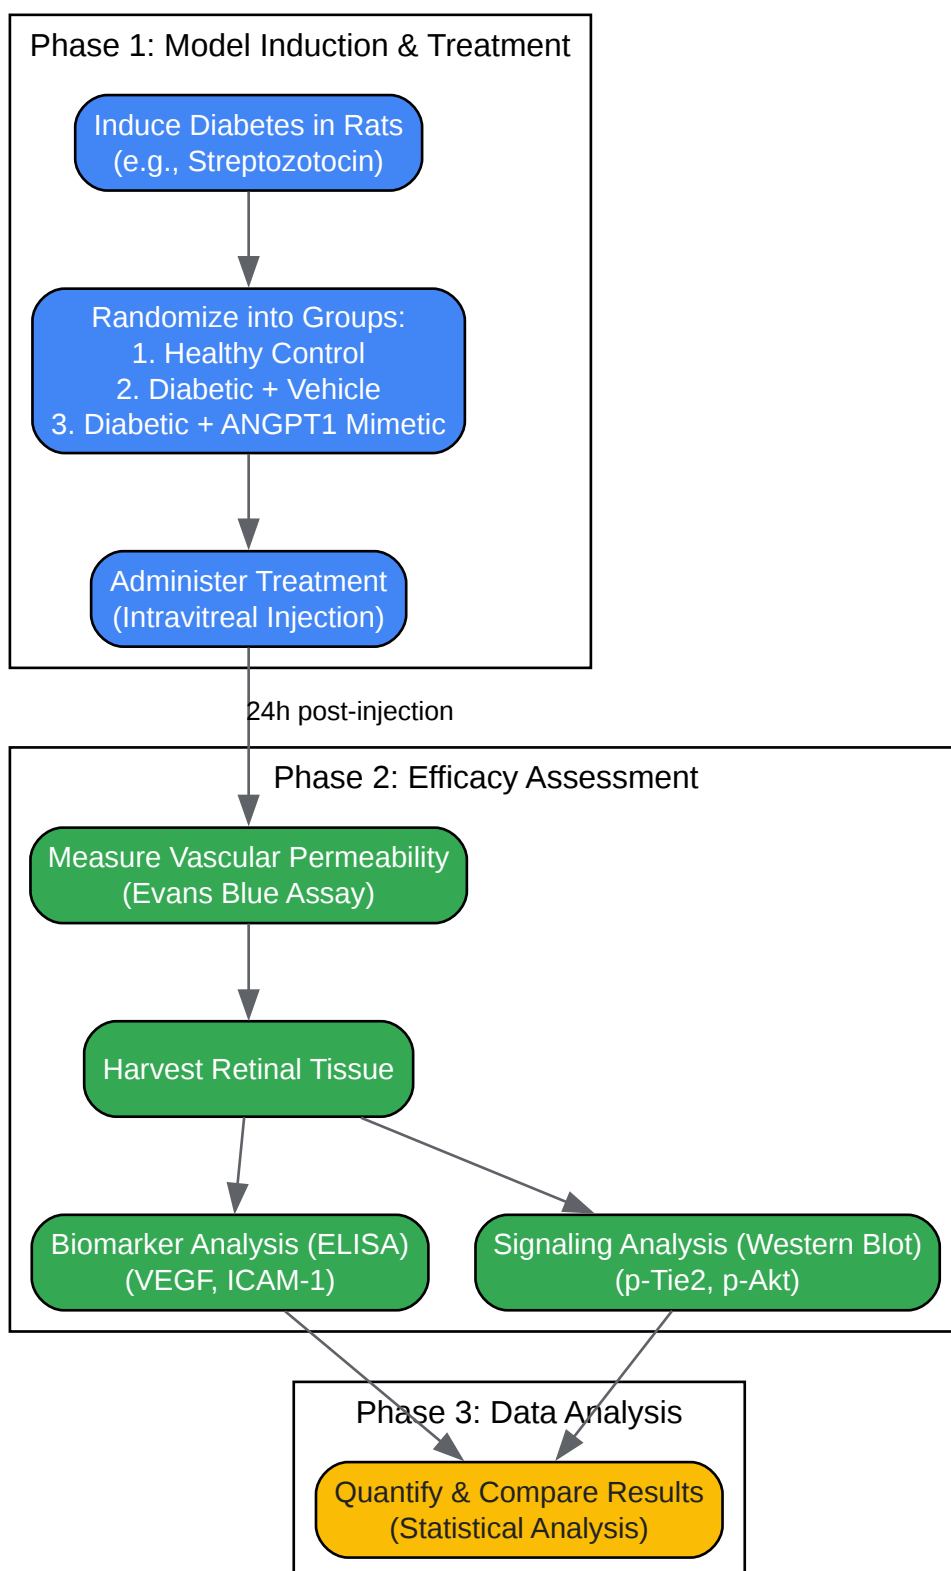 Phase 1: Model Induction & Treatment
Induce Diabetes in Rats
(e.g., Streptozotocin)
Randomize into Groups:
1. Healthy Control
2. Diabetic + Vehicle
3. Diabetic + ANGPT1 Mimetic
Administer Treatment
(Intravitreal Injection)
24h post-injection
Phase 2: Efficacy Assessment
Measure Vascular Permeability
(Evans Blue Assay)
Harvest Retinal Tissue
Biomarker Analysis (ELISA)
(VEGF, ICAM-1)
Signaling Analysis (Western Blot)
(p-Tie2, p-Akt)
Phase 3: Data Analysis
Quantify & Compare Results
(Statistical Analysis)